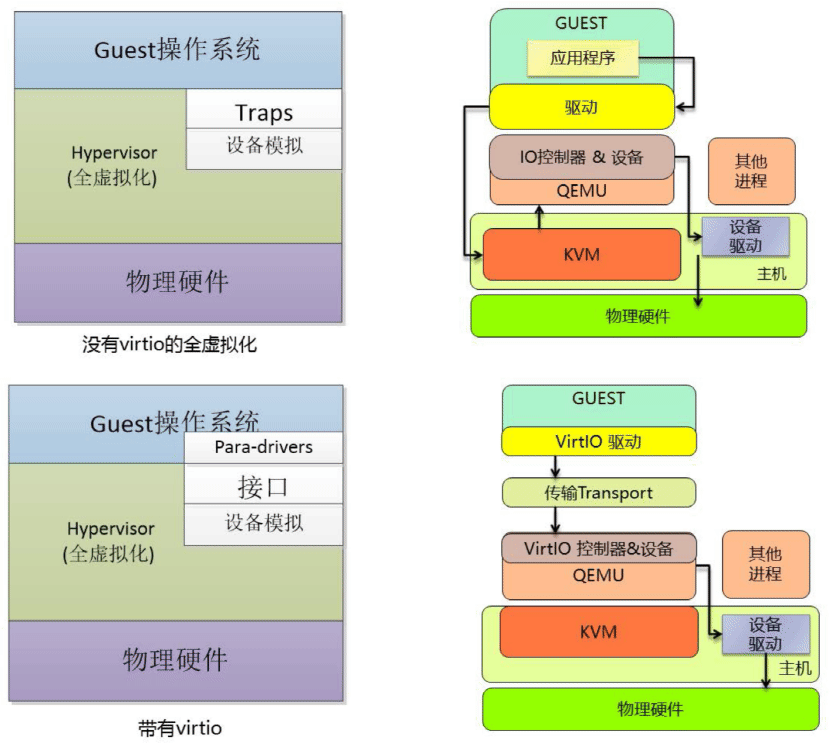 Guest操作系统
Traps
设备模拟
Hypervisor
(全虚拟化)
物理硬件
没有virtio的全虚拟化
GUEST
应用程序
驱动
IO控制器 & 设备
QEMU
其他
进程
设备
驱动
KVM
主机
物理硬件
Guest操作系统
Para-drivers
接口
设备模拟
Hypervisor
(全虚拟化)
物理硬件
带有virtio
GUEST
VirtIO 驱动
传输Transport
VirtIO 控制器&设备
QEMU
其他
进程
KVM
设备
驱动
主机
物理硬件